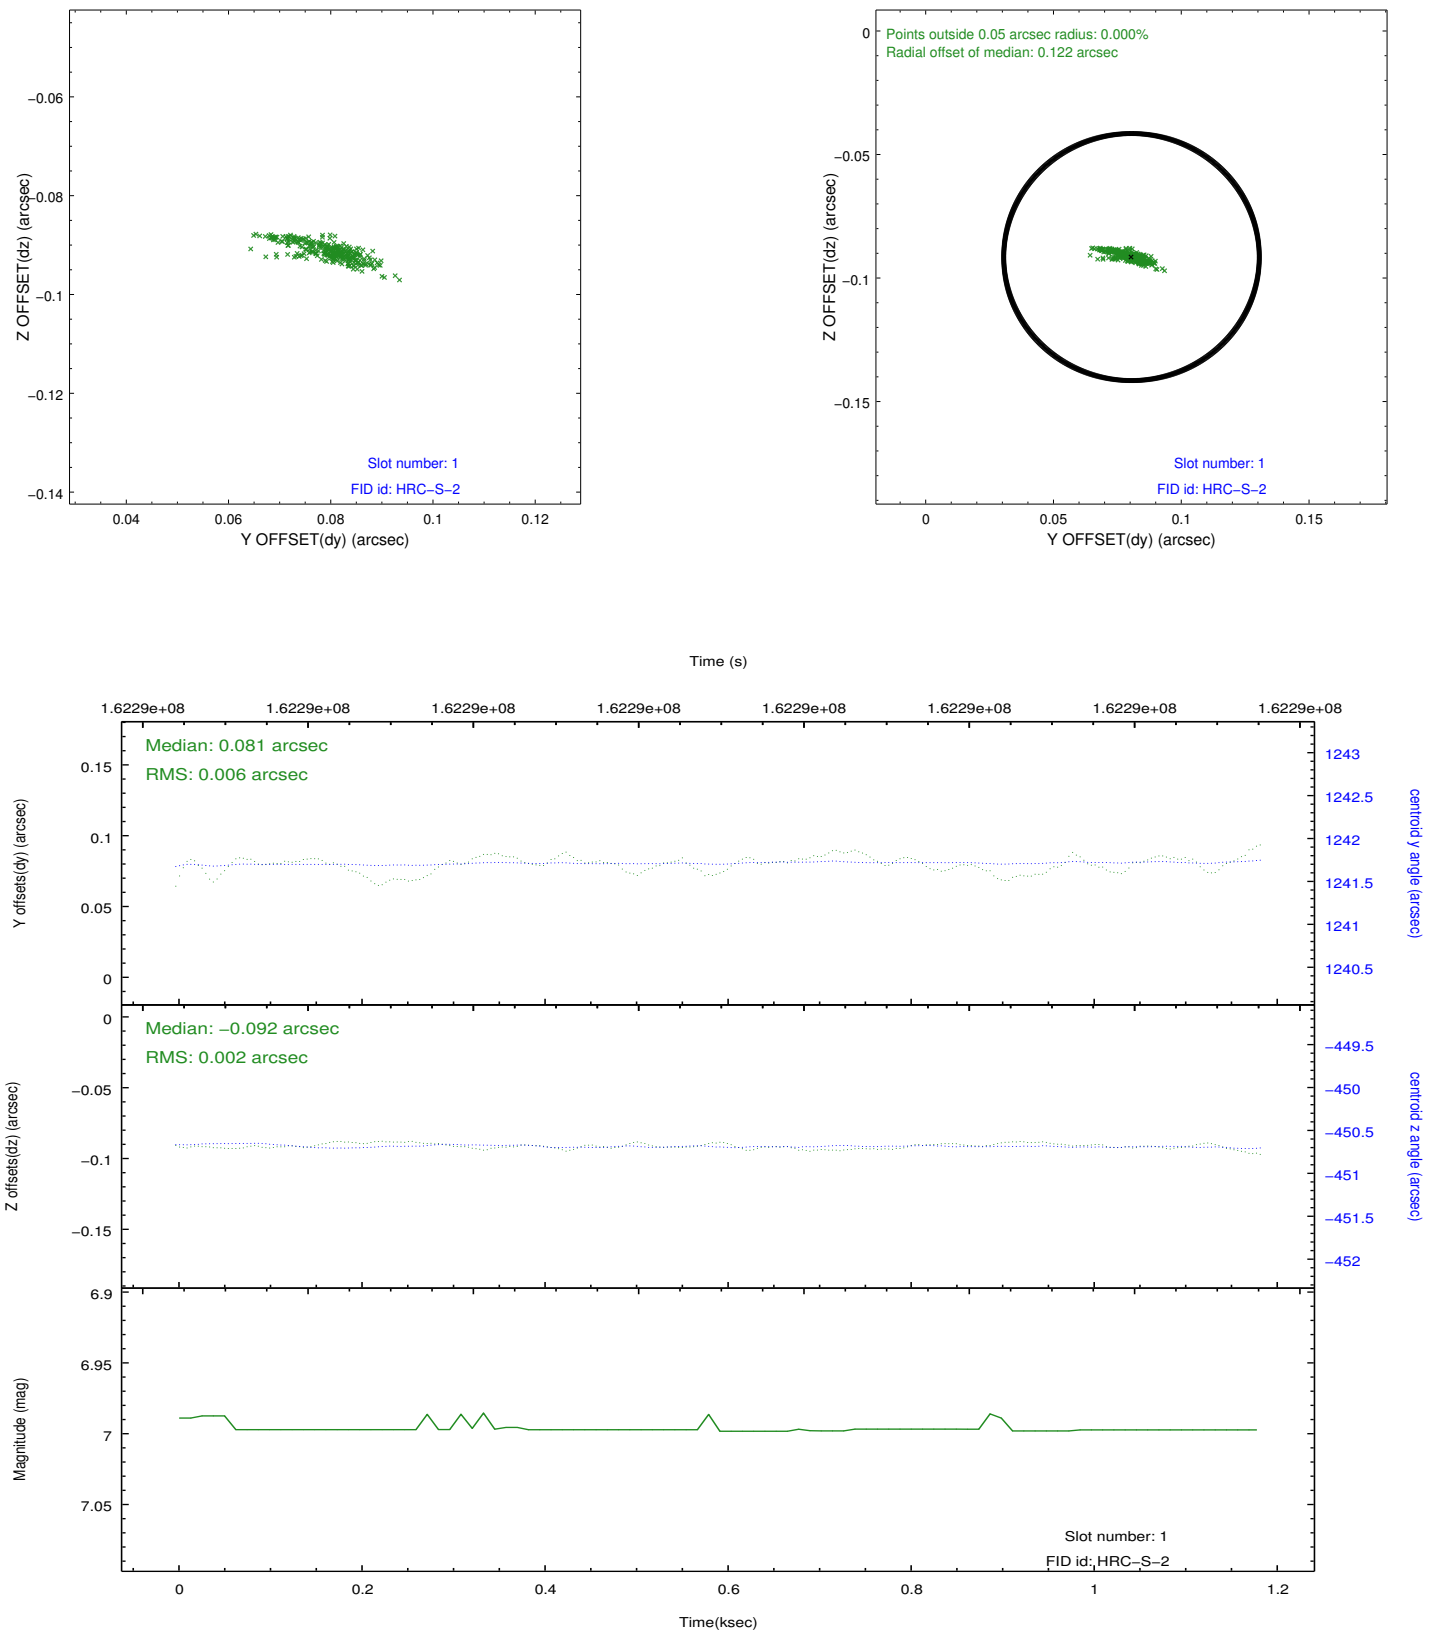 −0.06
−0.08
−0.1
−0.12
−0.14
Z OFFSET(dz) (arcsec)
Slot number: 1
FID id: HRC−S−2
0.04 0.06 0.08 0.1 0.12
Y OFFSET(dy) (arcsec)
Points outside 0.05 arcsec radius: 0.000%
Radial offset of median: 0.122 arcsec
0
−0.05
−0.1
−0.15
Z OFFSET(dz) (arcsec)
Slot number: 1
FID id: HRC−S−2
0 0.05 0.1 0.15
Y OFFSET(dy) (arcsec)
Time (s)
1.6229e+08 1.6229e+08 1.6229e+08 1.6229e+08 1.6229e+08 1.6229e+08 1.6229e+08 1.6229e+08
Median: 0.081 arcsec
RMS: 0.006 arcsec
0.15
0.1
0.05
0
Y offsets(dy) (arcsec)
1243
1242.5
1242
1241.5
1241
1240.5
centroid y angle (arcsec)
Median: −0.092 arcsec
RMS: 0.002 arcsec
0
−0.05
−0.1
−0.15
Z offsets(dz) (arcsec)
−449.5
−450
−450.5
−451
−451.5
−452
centroid z angle (arcsec)
6.9
6.95
7
7.05
Magnitude (mag)
Slot number: 1
FID id: HRC−S−2
0 0.2 0.4 0.6 0.8 1 1.2
Time(ksec)